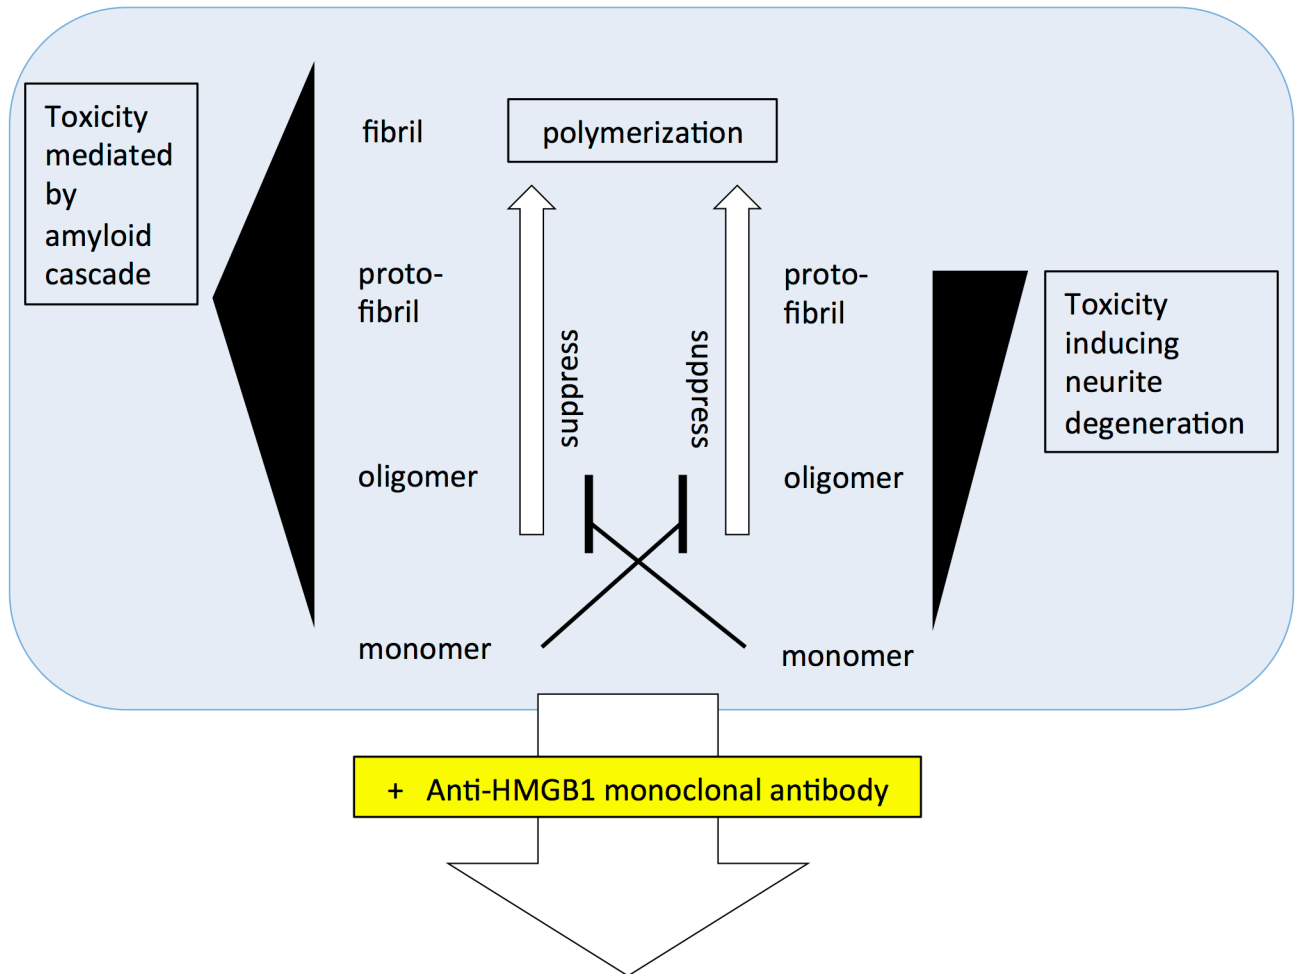 Toxicity
mediated
by
amyloid
cascade
fibril
proto-
fibril
oligomer
monomer
polymerization
suppress
suppress
proto-
fibril
oligomer
monomer
Toxicity
inducing
neurite
degeneration
+ Anti-HMGB1 monoclonal antibody